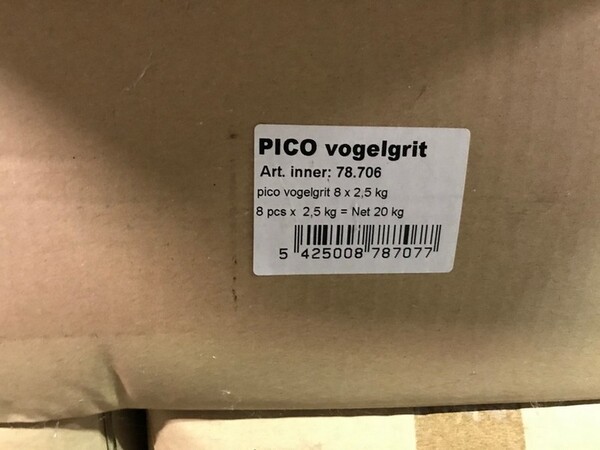 PICO vogelgrit
Art. inner: 78.706
pico vogelgrit 8 x 2,5 kg
8 pcs x 2,5 kg = Net 20 kg
5 425008 787077